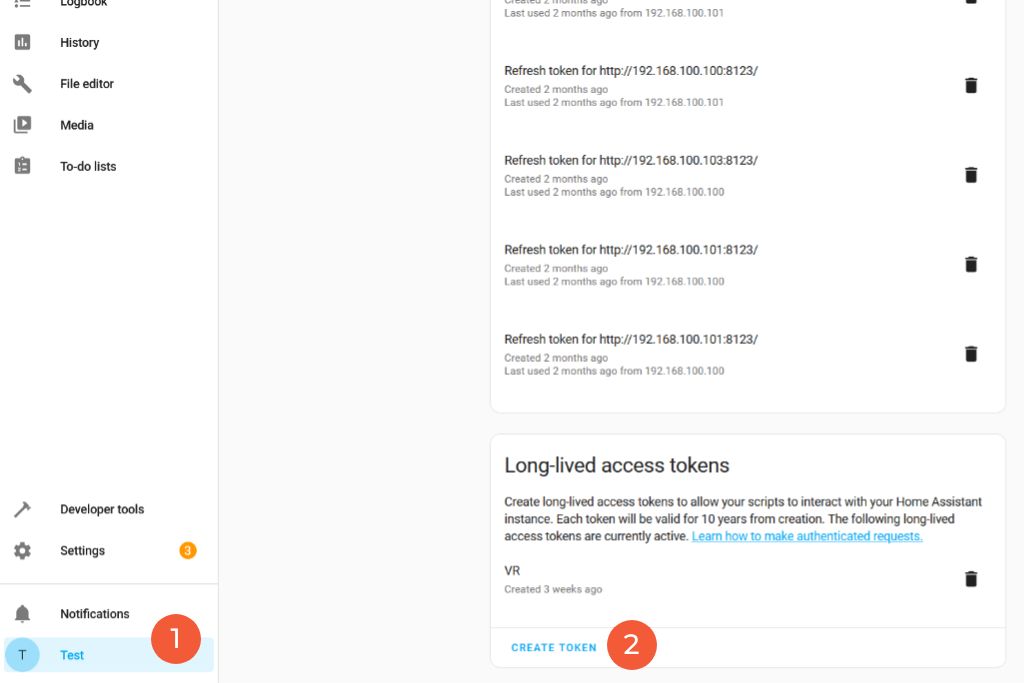 Logbook
History
File editor
Media
To-do lists
Developer tools
Settings
3
Notifications
T
Test
1
Created 2 months ago
Last used 2 months ago from 192.168.100.101
Refresh token for http://192.168.100.100:8123/
Created 2 months ago
Last used 2 months ago from 192.168.100.101
Refresh token for http://192.168.100.103:8123/
Created 2 months ago
Last used 2 months ago from 192.168.100.100
Refresh token for http://192.168.100.101:8123/
Created 2 months ago
Last used 2 months ago from 192.168.100.100
Refresh token for http://192.168.100.101:8123/
Created 2 months ago
Last used 2 months ago from 192.168.100.100
Long-lived access tokens
Create long-lived access tokens to allow your scripts to interact with your Home Assistant
instance. Each token will be valid for 10 years from creation. The following long-lived
access tokens are currently active. Learn how to make authenticated requests.
VR
Created 3 weeks ago
CREATE TOKEN
2